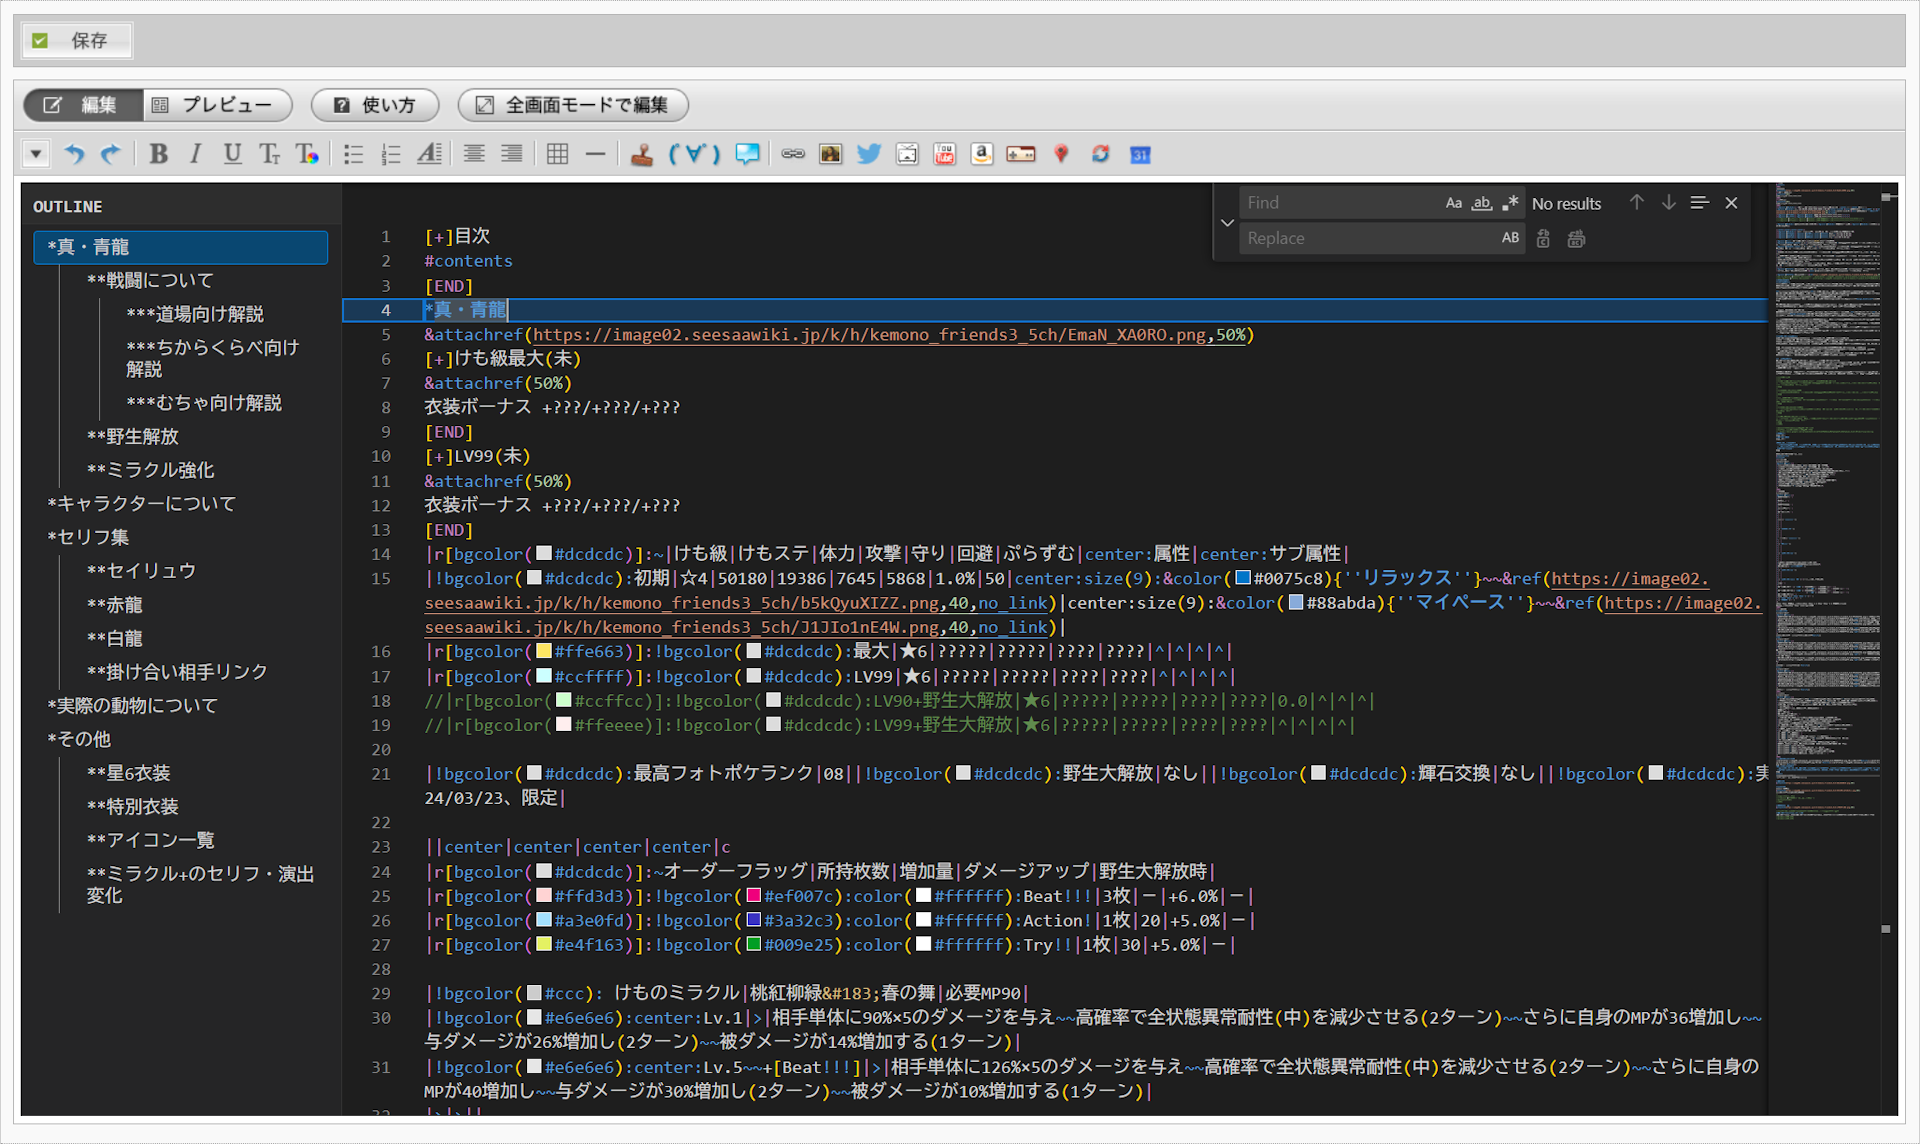 保存
編集 プレビュー 使い方 全画面モードで編集
OUTLINE
*真・青龍
**戦闘について
***道場向け解説
***ちからくらべ向け
解説
***むちゃ向け解説
**野生解放
**ミラクル強化
*キャラクターについて
*セリフ集
**セイリュウ
**赤龍
**白龍
**掛け合い相手リンク
*実際の動物について
*その他
**星6衣装
**特別衣装
**アイコン一覧
**ミラクル+のセリフ・演出
変化
Find Aa ab No results
Replace AB
1 [+]目次
2 #contents
3 [END]
4 *真・青龍
5 &attachref(https://image02.seesaawiki.jp/k/h/kemono_friends3_5ch/EmaN_XA0RO.png,50%)
6 [+]けも級最大(未)
7 &attachref(50%)
8 衣装ボーナス +???/+???/+???
9 [END]
10 [+]LV99(未)
11 &attachref(50%)
12 衣装ボーナス +???/+???/+???
13 [END]
14 |r[bgcolor(#dcdcdc)]:~|けも級|けもステ|体力|攻撃|守り|回避|ぷらずむ|center:属性|center:サブ属性|
15 |!bgcolor(#dcdcdc):初期|☆4|50180|19386|7645|5868|1.0%|50|center:size(9):&color(#0075c8){''リラックス''}~~&ref(https://image02.
seesaawiki.jp/k/h/kemono_friends3_5ch/b5kQyuXIZZ.png,40,no_link)|center:size(9):&color(#88abda){''マイペース''}~~&ref(https://image02.
seesaawiki.jp/k/h/kemono_friends3_5ch/J1JIo1nE4W.png,40,no_link)|
16 |r[bgcolor(#ffe663)]:!bgcolor(#dcdcdc):最大|★6|?????|?????|????|????|^|^|^|^|
17 |r[bgcolor(#ccffff)]:!bgcolor(#dcdcdc):LV99|★6|?????|?????|????|????|^|^|^|^|
18 //|r[bgcolor(#ccffcc)]:!bgcolor(#dcdcdc):LV90+野生大解放|★6|?????|?????|????|????|0.0|^|^|^|
19 //|r[bgcolor(#ffeeee)]:!bgcolor(#dcdcdc):LV99+野生大解放|★6|?????|?????|????|????|^|^|^|^|
20
21 |!bgcolor(#dcdcdc):最高フォトポケランク|08||!bgcolor(#dcdcdc):野生大解放|なし||!bgcolor(#dcdcdc):輝石交換|なし||!bgcolor(#dcdcdc):実
24/03/23、限定|
22
23 ||center|center|center|center|c
24 |r[bgcolor(#dcdcdc)]:~オーダーフラッグ|所持枚数|増加量|ダメージアップ|野生大解放時|
25 |r[bgcolor(#ffd3d3)]:!bgcolor(#ef007c):color(#ffffff):Beat!!!|3枚|－|+6.0%|－|
26 |r[bgcolor(#a3e0fd)]:!bgcolor(#3a32c3):color(#ffffff):Action!|1枚|20|+5.0%|－|
27 |r[bgcolor(#e4f163)]:!bgcolor(#009e25):color(#ffffff):Try!!|1枚|30|+5.0%|－|
28
29 |!bgcolor(#ccc): けものミラクル|桃紅柳緑&#183;春の舞|必要MP90|
30 |!bgcolor(#e6e6e6):center:Lv.1|>|相手単体に90%×5のダメージを与え~~高確率で全状態異常耐性(中)を減少させる(2ターン)~~さらに自身のMPが36増加し~~
与ダメージが26%増加し(2ターン)~~被ダメージが14%増加する(1ターン)|
31 |!bgcolor(#e6e6e6):center:Lv.5~~+[Beat!!!]|>|相手単体に126%×5のダメージを与え~~高確率で全状態異常耐性(中)を減少させる(2ターン)~~さらに自身の
MPが40増加し~~与ダメージが30%増加し(2ターン)~~被ダメージが10%増加する(1ターン)|